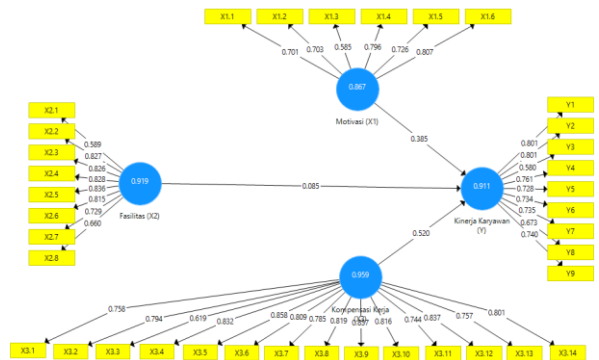 X1.1 X1.2 X1.3 X1.4 X1.5 X1.6
0.701 0.703 0.585 0.796 0.726 0.807
0.867
Motivasi (X1)
X2.1
X2.2
X2.3
X2.4
X2.5
X2.6
X2.7
X2.8
0.589
0.827
0.826
0.828
0.836
0.815
0.729
0.660
0.919
Fasilitas (X2)
0.385
0.085
0.520
0.911
Kinerja Karyawan
(Y)
0.801
0.801
0.580
0.761
0.728
0.734
0.735
0.673
0.740
Y1
Y2
Y3
Y4
Y5
Y6
Y7
Y8
Y9
0.959
Kompensasi Kerja
0.758 0.794 0.619 0.832 0.858 0.809 0.785 0.819 0.816 0.744 0.837 0.757 0.801
X3.1 X3.2 X3.3 X3.4 X3.5 X3.6 X3.7 X3.8 X3.9 X3.10 X3.11 X3.12 X3.13 X3.14